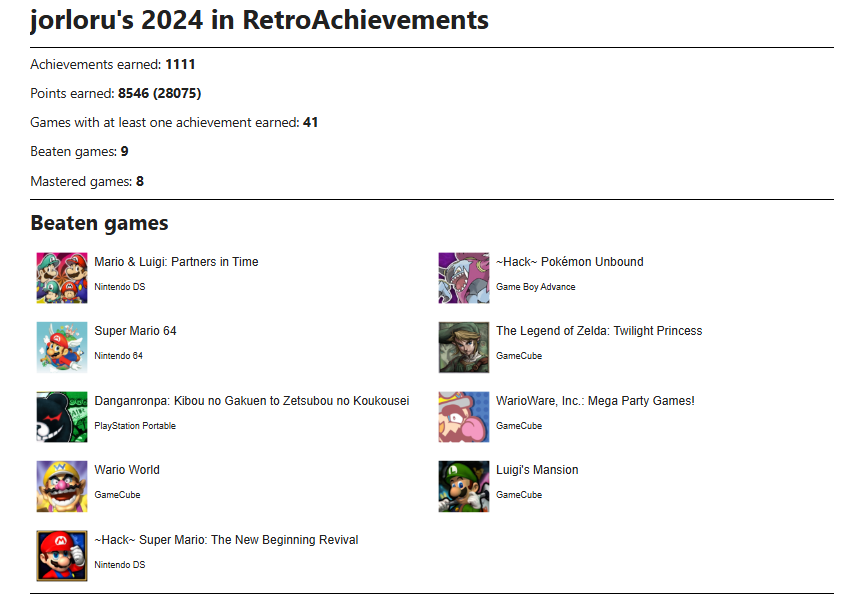 jorloru's 2024 in RetroAchievements
Achievements earned: 1111
Points earned: 8546 (28075)
Games with at least one achievement earned: 41
Beaten games: 9
Mastered games: 8
Beaten games
Mario & Luigi: Partners in Time
Nintendo DS
~Hack~ Pokémon Unbound
Game Boy Advance
Super Mario 64
Nintendo 64
The Legend of Zelda: Twilight Princess
GameCube
Danganronpa: Kibou no Gakuen to Zetsubou no Koukousei
PlayStation Portable
WarioWare, Inc.: Mega Party Games!
GameCube
Wario World
GameCube
Luigi's Mansion
GameCube
~Hack~ Super Mario: The New Beginning Revival
Nintendo DS